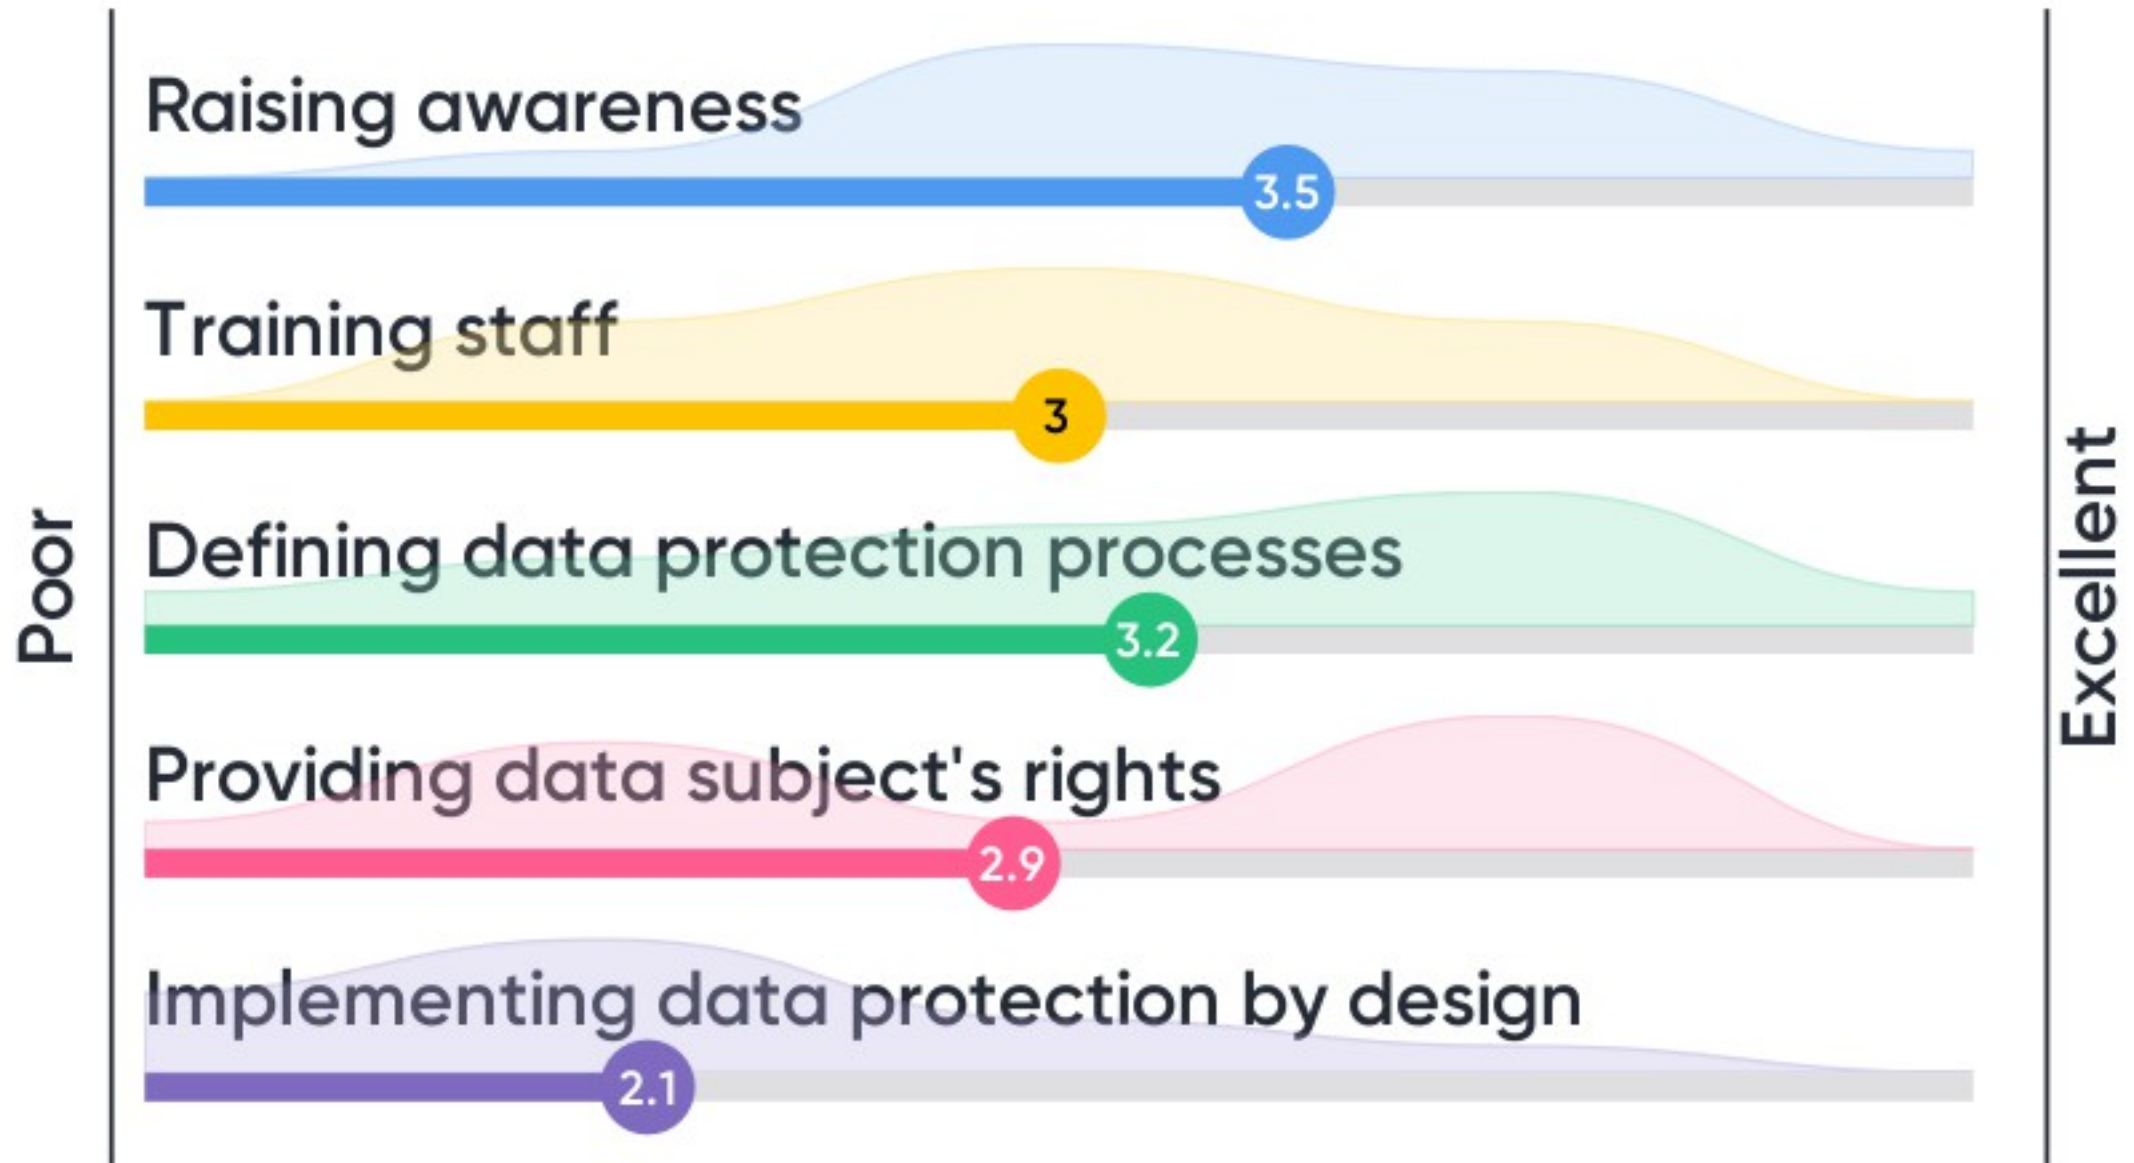 Poor
Raising awareness
3.5
Training staff
3
Defining data protection processes
3.2
Providing data subject's rights
2.9
Implementing data protection by design
2.1
Excellent